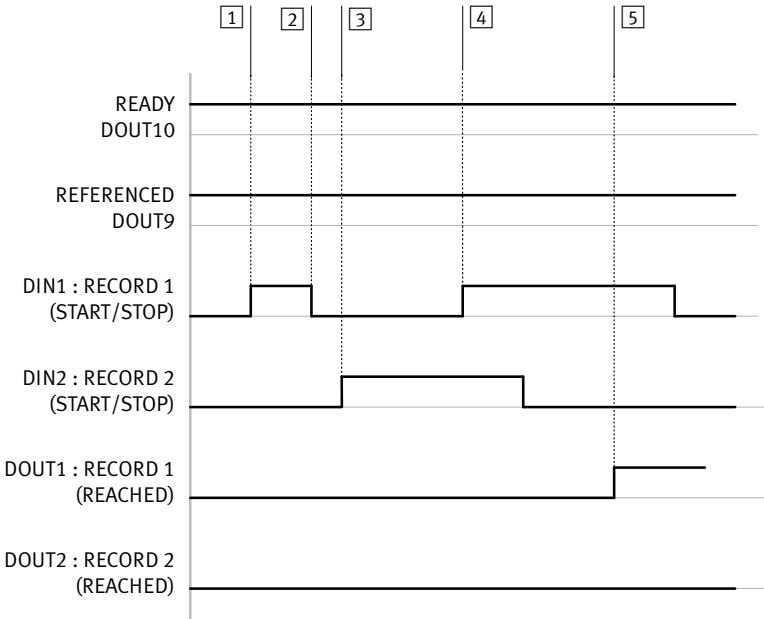 1 2 3 4 5
READY
DOUT10
REFERENCED
DOUT9
DIN1 : RECORD 1
(START/STOP)
DIN2 : RECORD 2
(START/STOP)
DOUT1 : RECORD 1
(REACHED)
DOUT2 : RECORD 2
(REACHED)